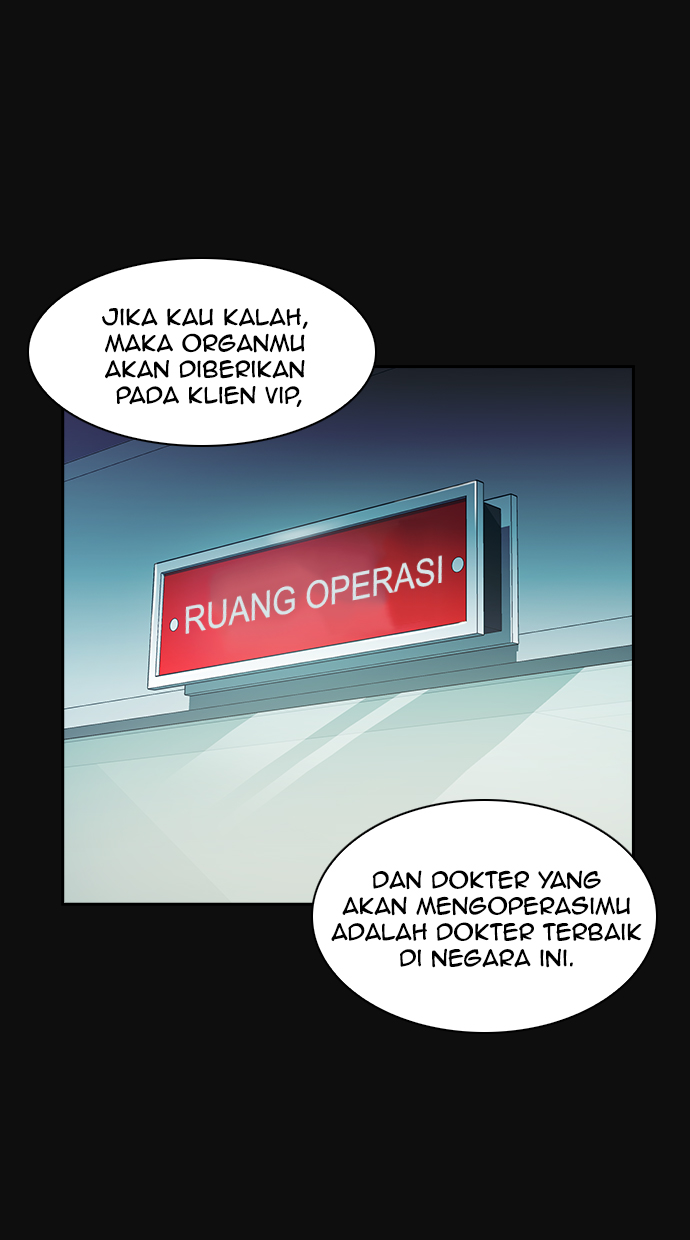 JIKA KAU KALAH,
MAKA ORGANMU
AKAN DIBERIKAN
PADA KLIEN VIP,
RUANG OPERASI
DAN DOKTER YANG
AKAN MENGOPERASIMU
ADALAH DOKTER TERBAIK
DI NEGARA INI.